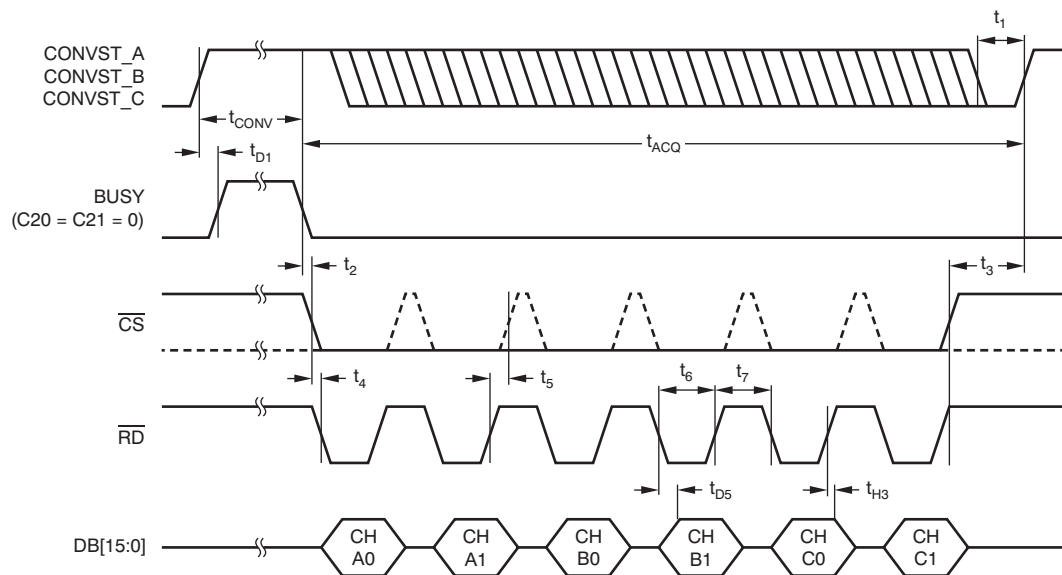 t1
CONVST_A
CONVST_B
CONVST_C
tCONV
tACQ
tD1
BUSY
(C20 = C21 = 0)
t2
t3
CS
t4
t5
t6
t7
RD
tD5
tH3
DB[15:0]
CH A0
CH A1
CH B0
CH B1
CH C0
CH C1